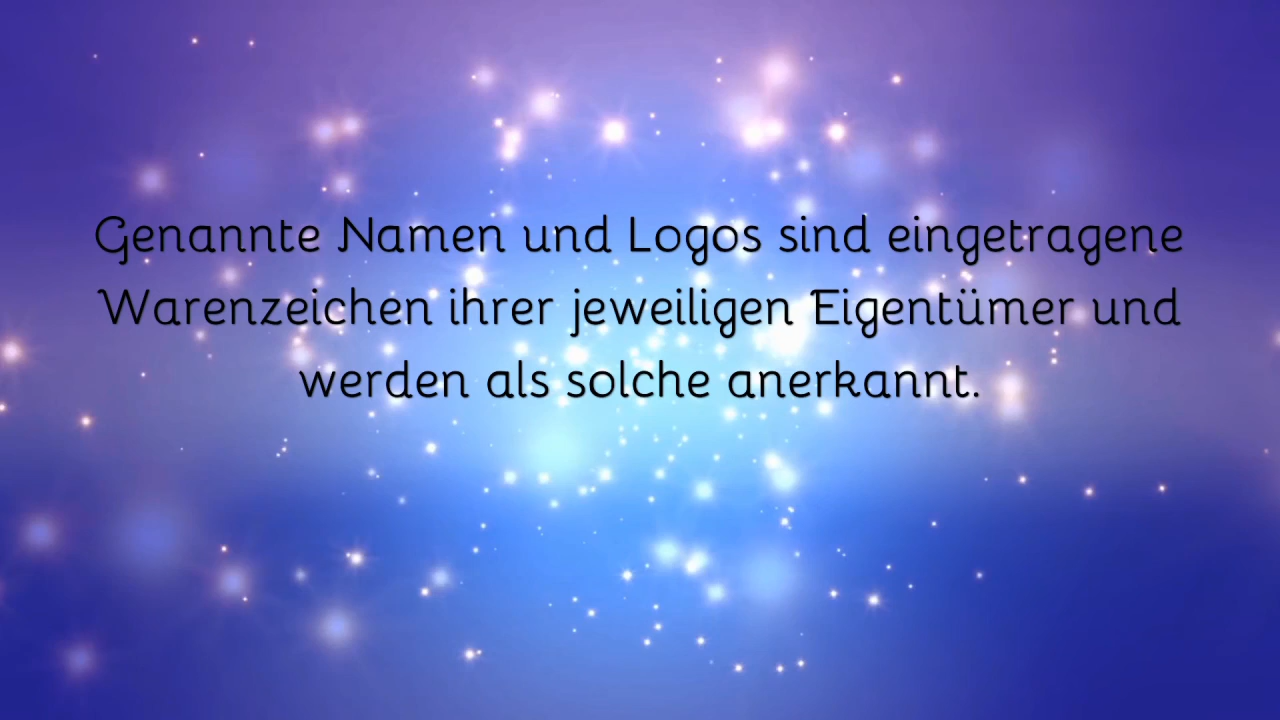 Genannte Namen und Logos sind eingetragene
Warenzeichen ihrer jeweiligen Eigentümer und
werden als solche anerkannt.